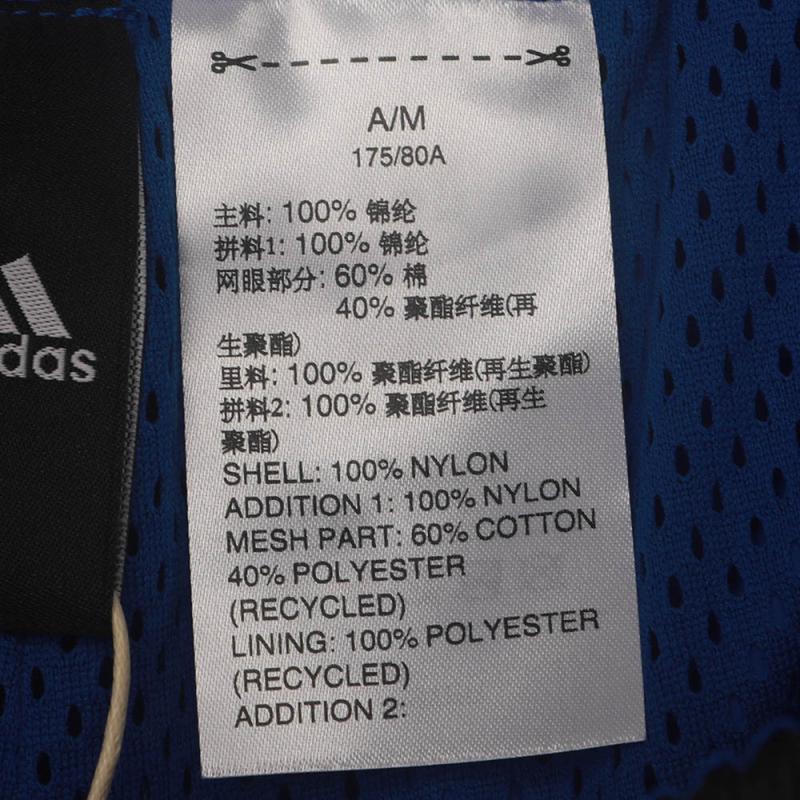 A/M
175/80A
主料: 100% 锦纶
拼料1: 100% 锦纶
网眼部分: 60% 棉
40% 聚酯纤维(再
生聚酯)
里料: 100% 聚酯纤维(再生聚酯)
拼料2: 100% 聚酯纤维(再生
聚酯)
SHELL: 100% NYLON
ADDITION 1: 100% NYLON
MESH PART: 60% COTTON
40% POLYESTER
(RECYCLED)
LINING: 100% POLYESTER
(RECYCLED)
ADDITION 2:
das